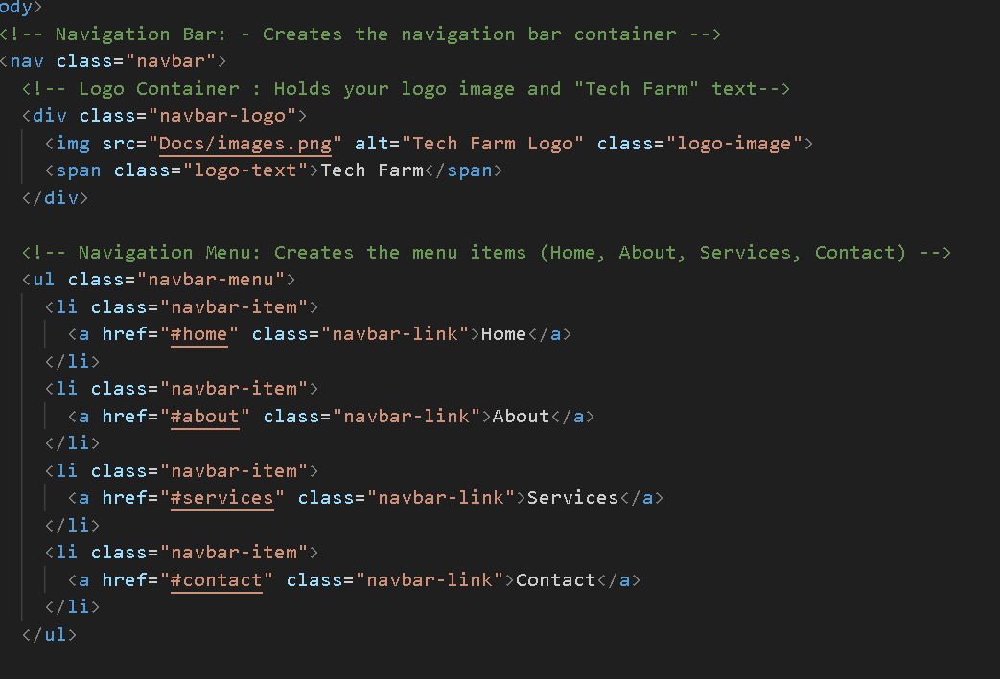 ody>
<!-- Navigation Bar: - Creates the navigation bar container -->
<nav class="navbar">
<!-- Logo Container : Holds your logo image and "Tech Farm" text-->
<div class="navbar-logo">
<img src="Docs/images.png" alt="Tech Farm Logo" class="logo-image">
<span class="logo-text">Tech Farm</span>
</div>
<!-- Navigation Menu: Creates the menu items (Home, About, Services, Contact) -->
<ul class="navbar-menu">
<li class="navbar-item">
<a href="#home" class="navbar-link">Home</a>
</li>
<li class="navbar-item">
<a href="#about" class="navbar-link">About</a>
</li>
<li class="navbar-item">
<a href="#services" class="navbar-link">Services</a>
</li>
<li class="navbar-item">
<a href="#contact" class="navbar-link">Contact</a>
</li>
</ul>